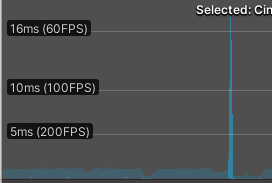 Selected: Cin
16ms (60FPS)
10ms (100FPS)
5ms (200FPS)